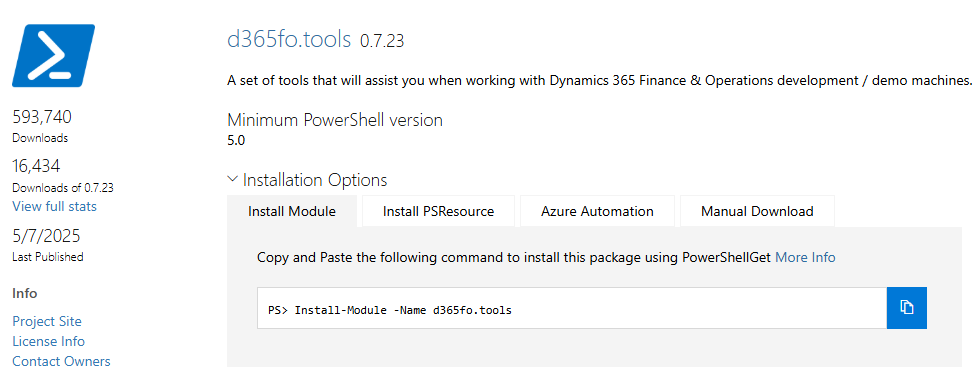 d365fo.tools 0.7.23
A set of tools that will assist you when working with Dynamics 365 Finance & Operations development / demo machines.
593,740
Downloads
16,434
Downloads of 0.7.23
View full stats
5/7/2025
Last Published
Info
Project Site
License Info
Contact Owners
Minimum PowerShell version
5.0
Installation Options
Install Module
Install PSResource
Azure Automation
Manual Download
Copy and Paste the following command to install this package using PowerShellGet More Info
PS> Install-Module -Name d365fo.tools